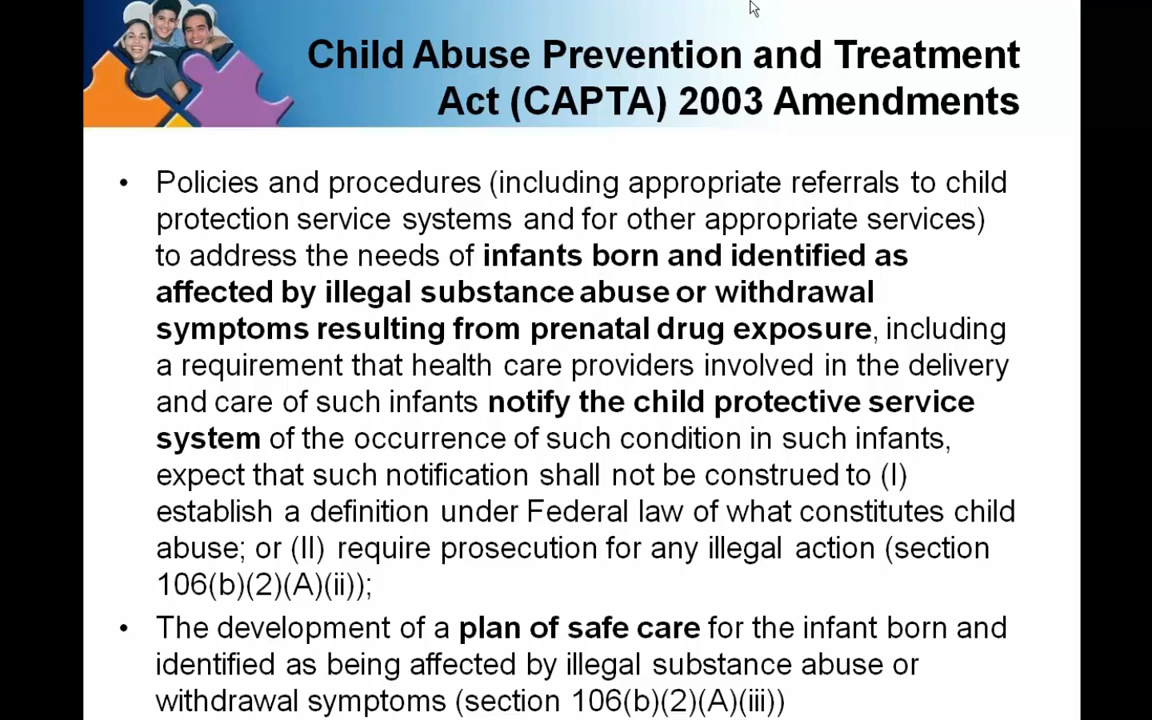 Child Abuse Prevention and Treatment
Act (CAPTA) 2003 Amendments
• Policies and procedures (including appropriate referrals to child
protection service systems and for other appropriate services)
to address the needs of infants born and identified as
affected by illegal substance abuse or withdrawal
symptoms resulting from prenatal drug exposure, including
a requirement that health care providers involved in the delivery
and care of such infants notify the child protective service
system of the occurrence of such condition in such infants,
expect that such notification shall not be construed to (I)
establish a definition under Federal law of what constitutes child
abuse; or (II) require prosecution for any illegal action (section
106(b)(2)(A)(ii));
• The development of a plan of safe care for the infant born and
identified as being affected by illegal substance abuse or
withdrawal symptoms (section 106(b)(2)(A)(iii))